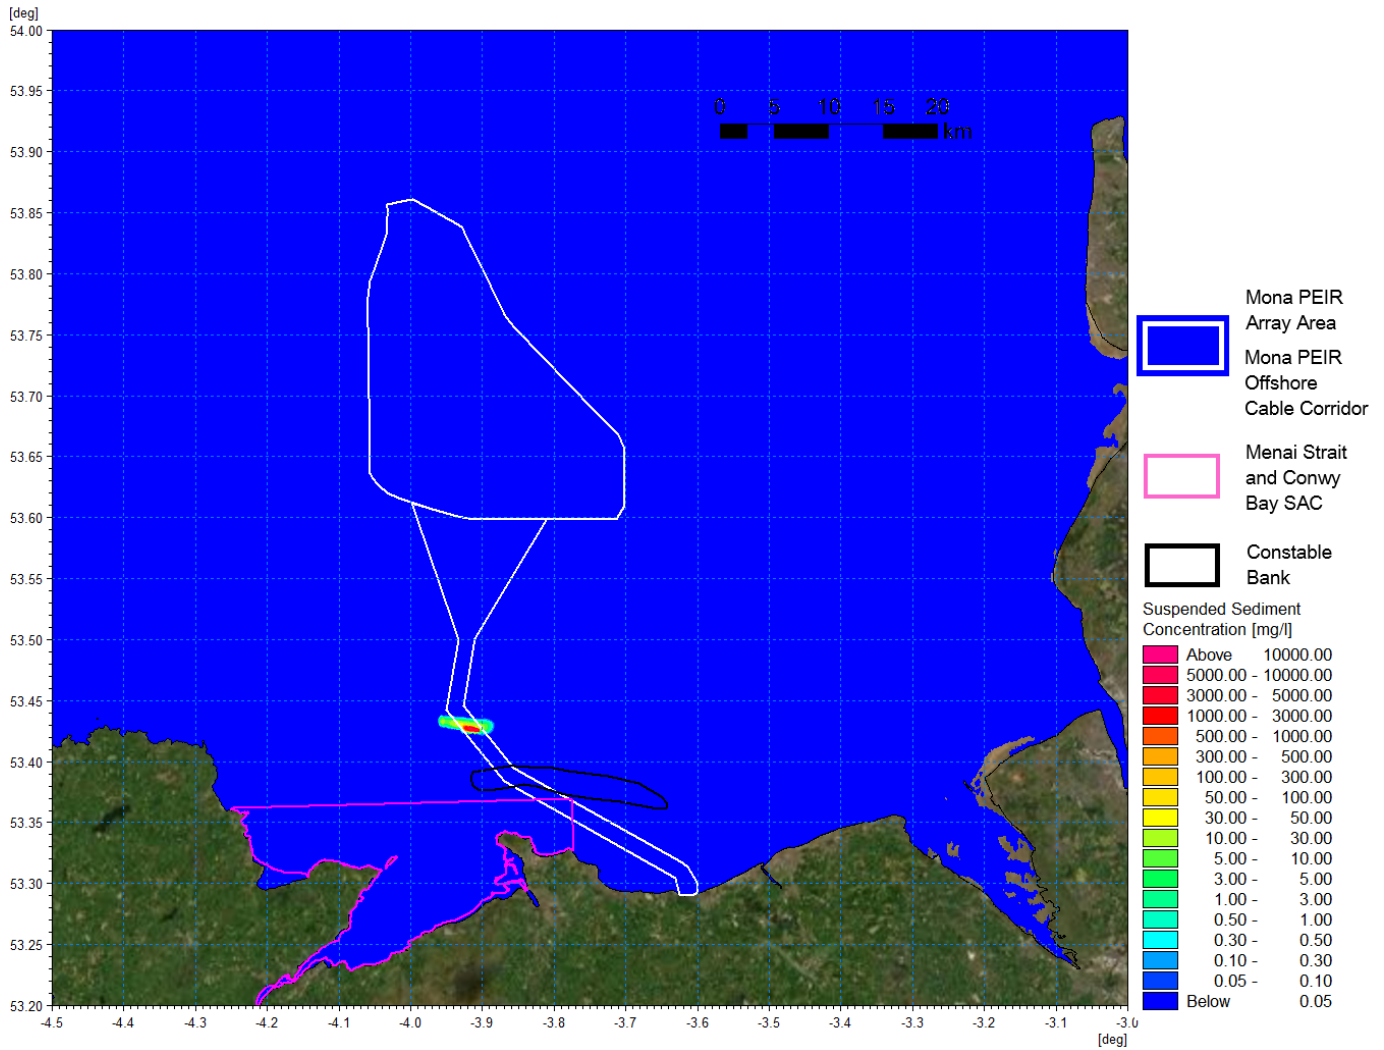 [deg]
54.00
53.95
53.90
53.85
53.80
53.75
53.70
53.65
53.60
53.55
53.50
53.45
53.40
53.35
53.30
53.25
53.20
-4.5 -4.4 -4.3 -4.2 -4.1 -4.0 -3.9 -3.8 -3.7 -3.6 -3.5 -3.4 -3.3 -3.2 -3.1 -3.0
[deg]
0 5 10 15 20
km
Mona PEIR
Array Area
Mona PEIR
Offshore
Cable Corridor
Menai Strait
and Conwy
Bay SAC
Constable
Bank
Suspended Sediment
Concentration [mg/l]
Above 10000.00
5000.00 - 10000.00
3000.00 - 5000.00
1000.00 - 3000.00
500.00 - 1000.00
300.00 - 500.00
100.00 - 300.00
50.00 - 100.00
30.00 - 50.00
10.00 - 30.00
5.00 - 10.00
3.00 - 5.00
1.00 - 3.00
0.50 - 1.00
0.30 - 0.50
0.10 - 0.30
0.05 - 0.10
Below 0.05